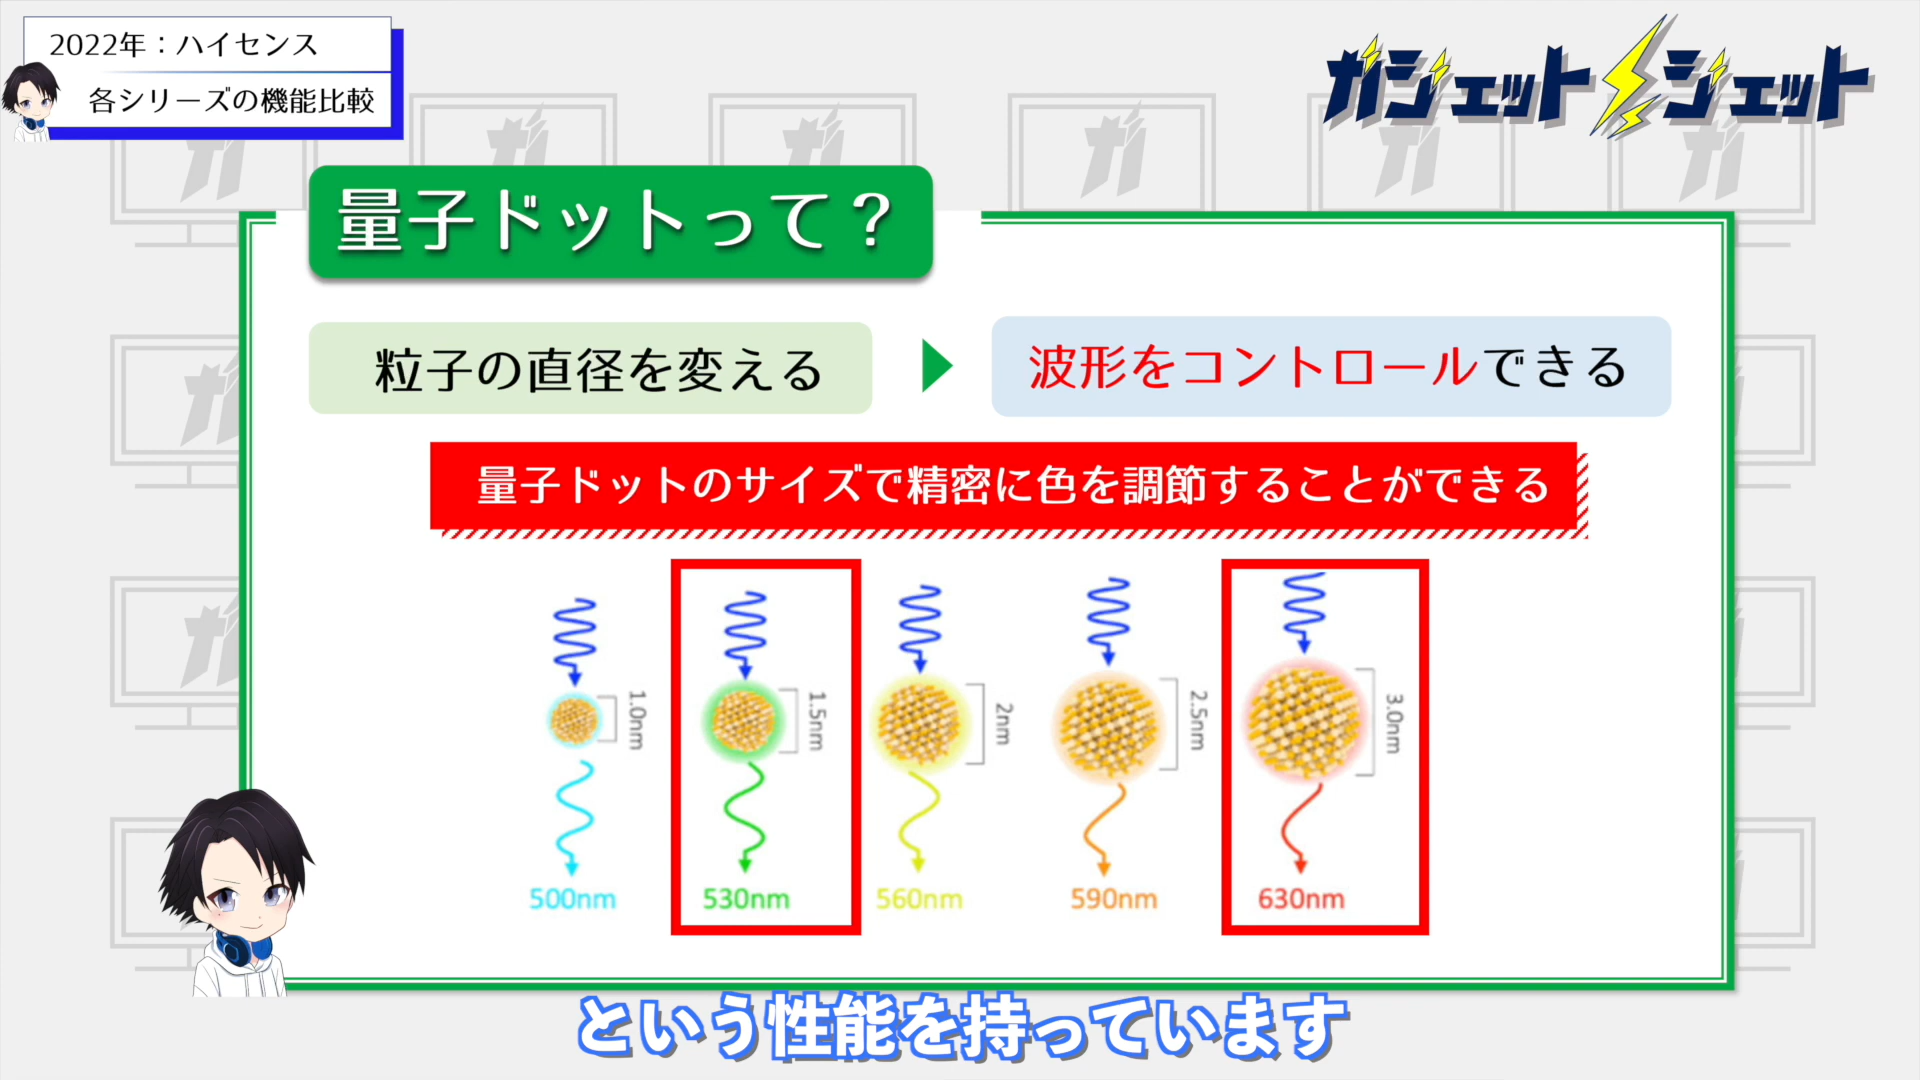 2022年：ハイセンス
各シリーズの機能比較
ガジェットジェット
量子ドットって？
粒子の直径を変える
波形をコントロールできる
量子ドットのサイズで精密に色を調節することができる
1.0nm
1.5nm
2nm
2.5nm
3.0nm
500nm
530nm
560nm
590nm
630nm
という性能を持っています